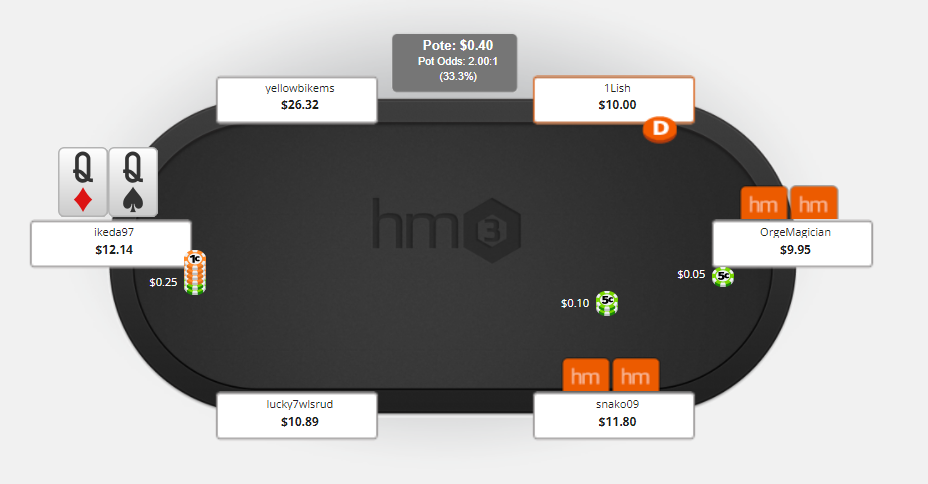 Pote: $0.40
Pot Odds: 2.00:1
(33.3%)
yellowbikems
$26.32
1Lish
$10.00
D
Q
Q
hm
hm
hm 3
ikeda97
$12.14
OrgeMagician
$9.95
1c
$0.25
$0.05
5c
$0.10
5c
hm
hm
lucky7wlsrud
$10.89
snako09
$11.80